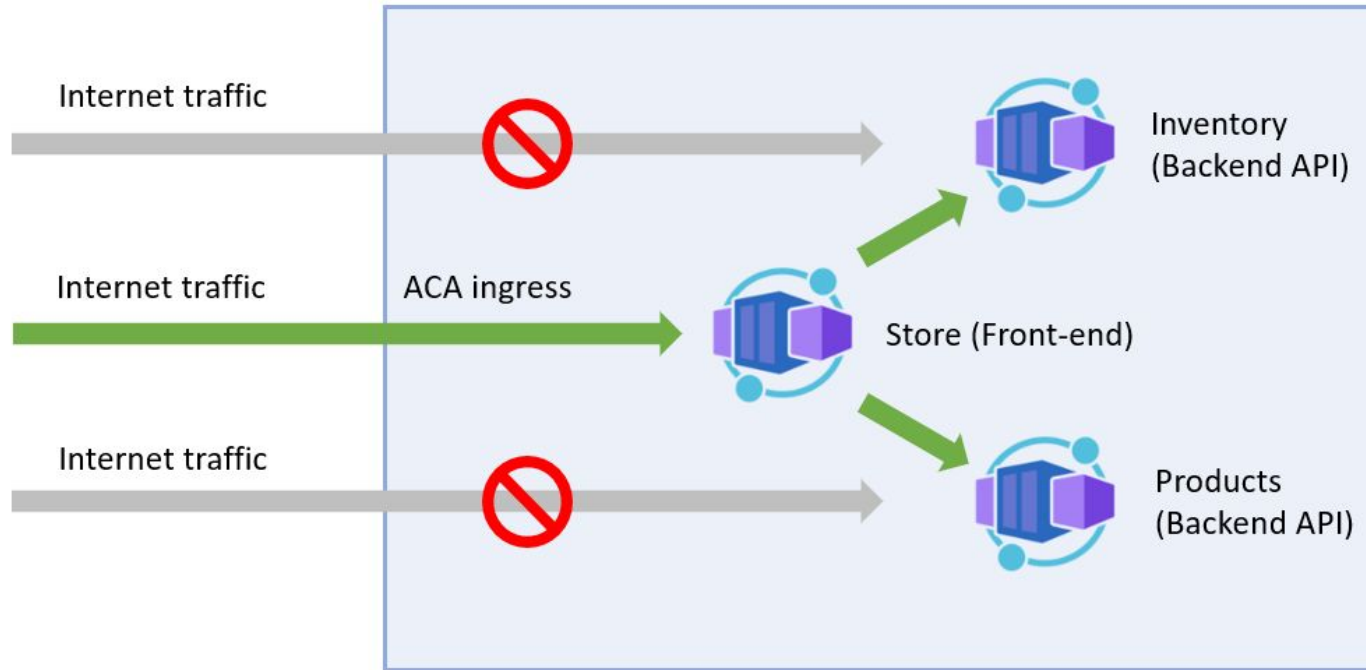 Internet traffic
Inventory
(Backend API)
Internet traffic
ACA ingress
Store (Front-end)
Internet traffic
Products
(Backend API)